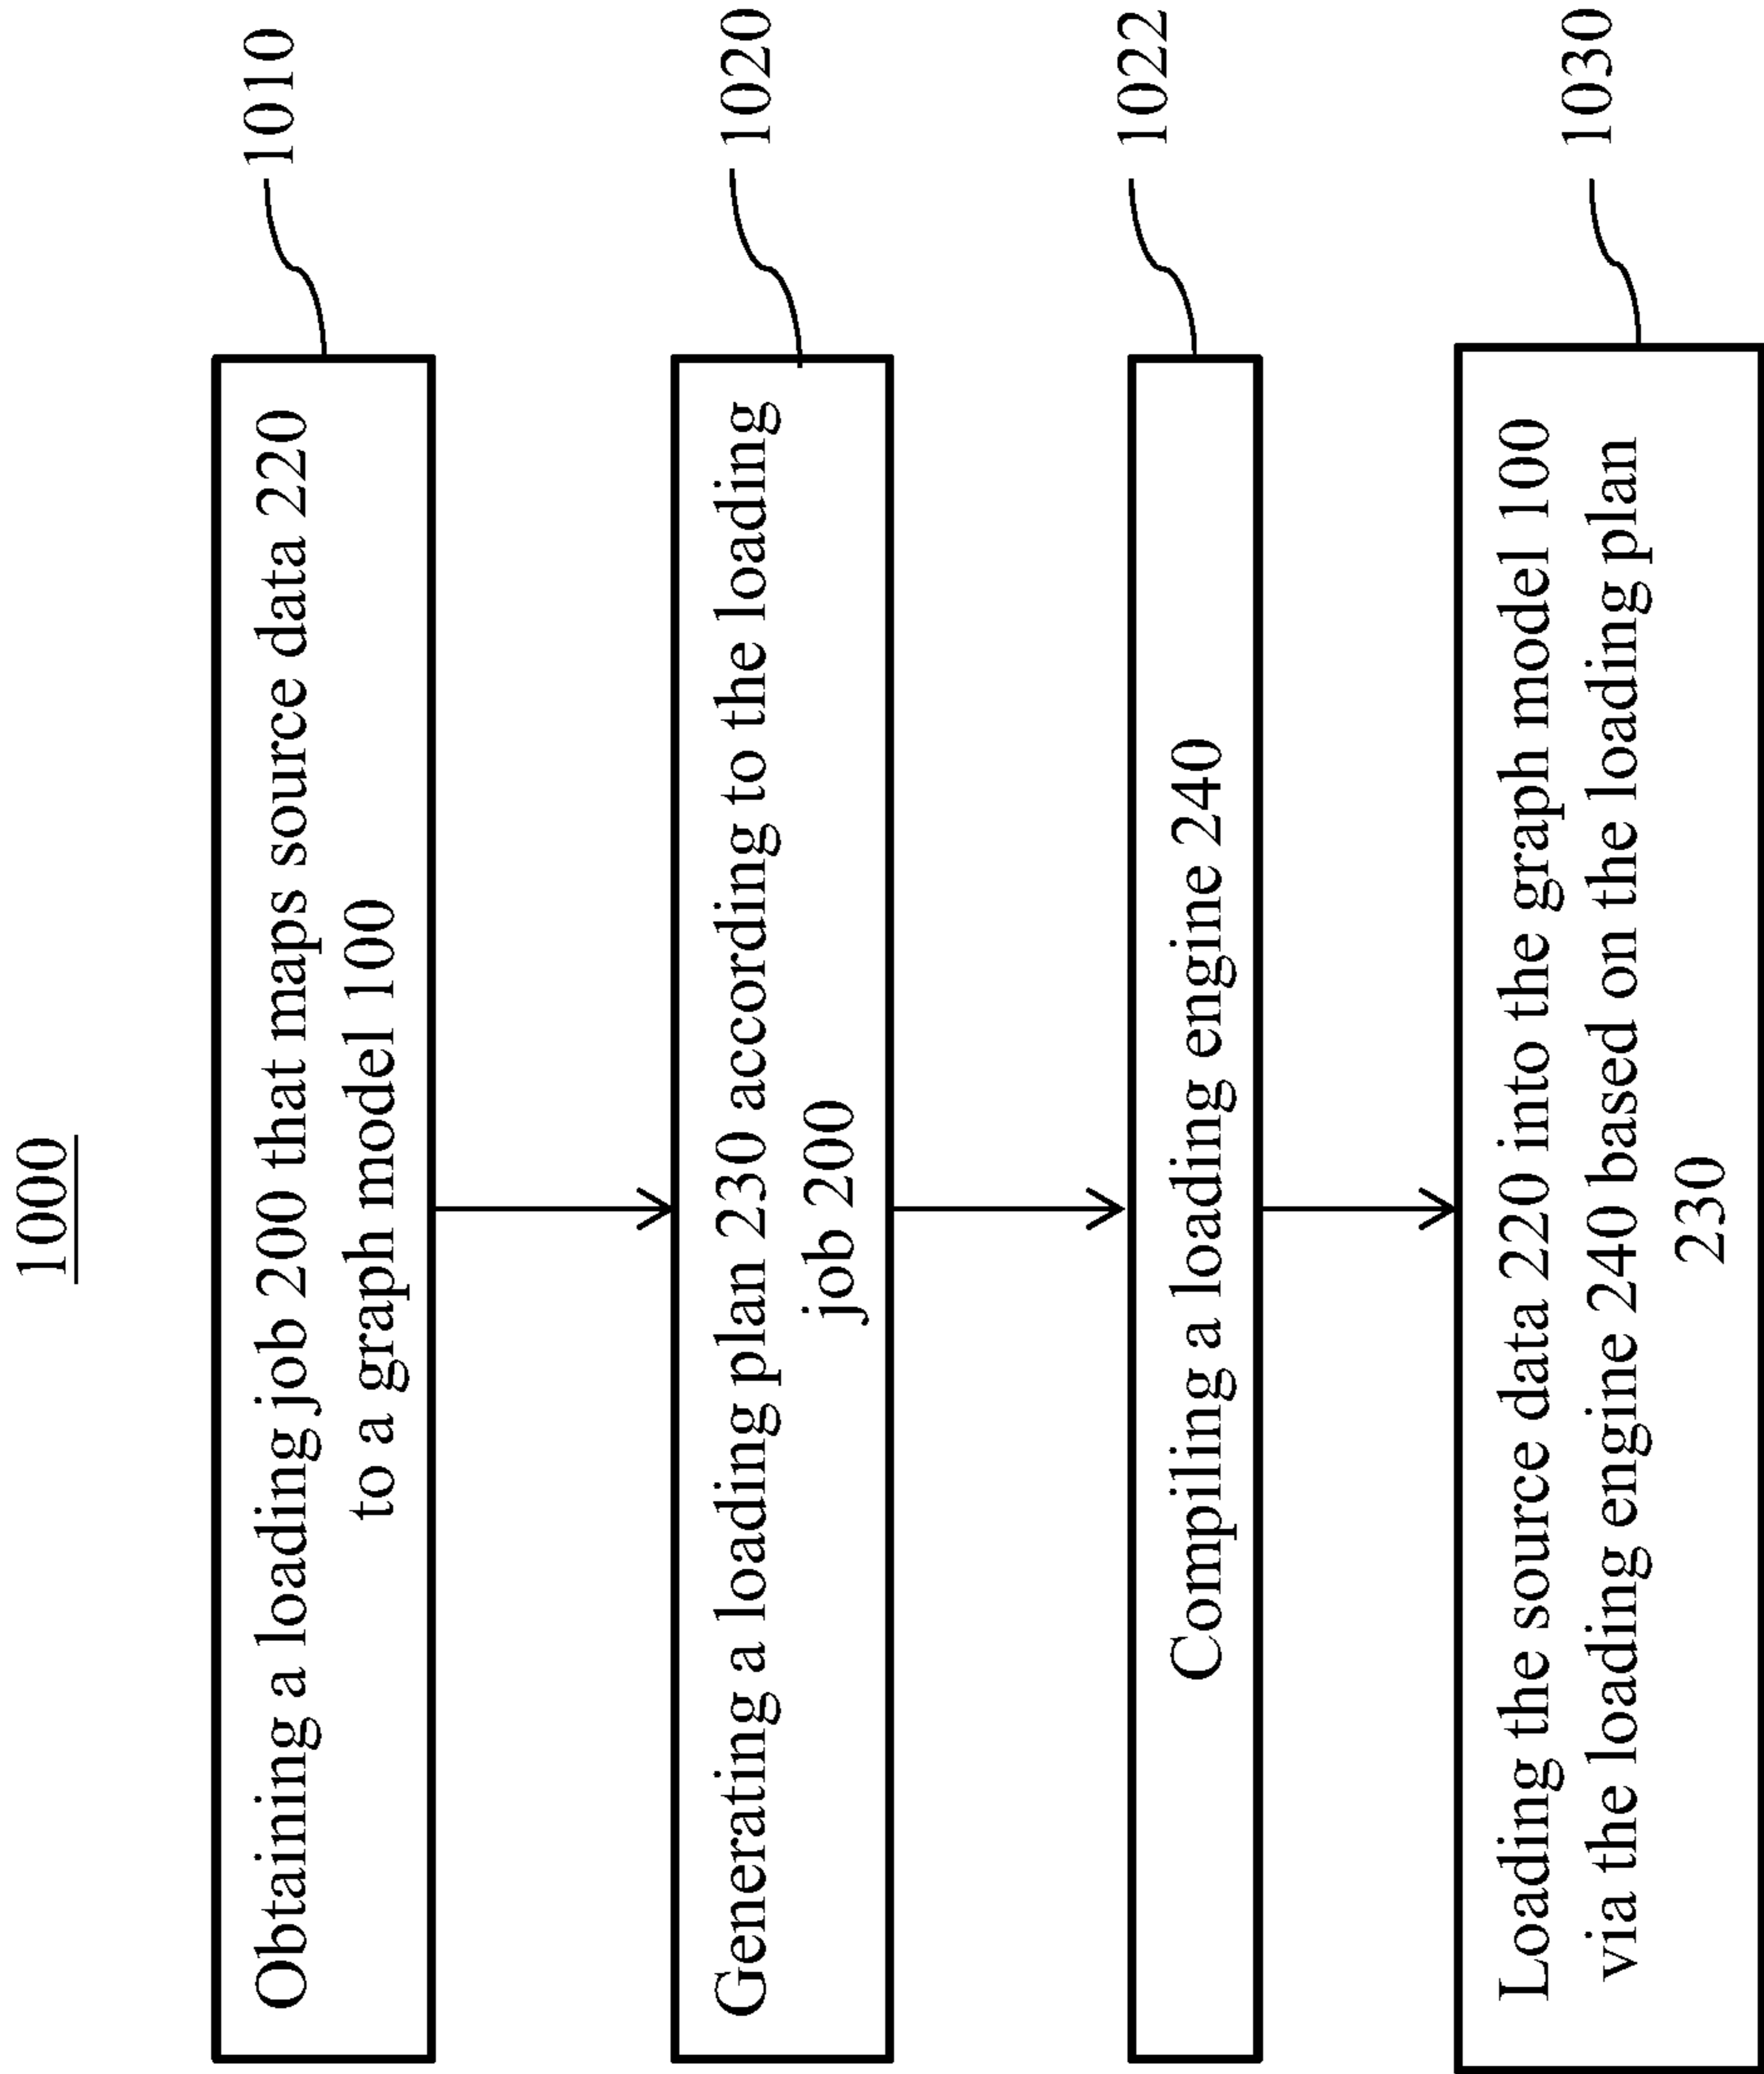 1000
Obtaining a loading job 200 that maps source data 220
to a graph model 100
1010
Generating a loading plan 230 according to the loading
job 200
1020
Compiling a loading engine 240
1022
Loading the source data 220 into the graph model 100
via the loading engine 240 based on the loading plan
230
1030